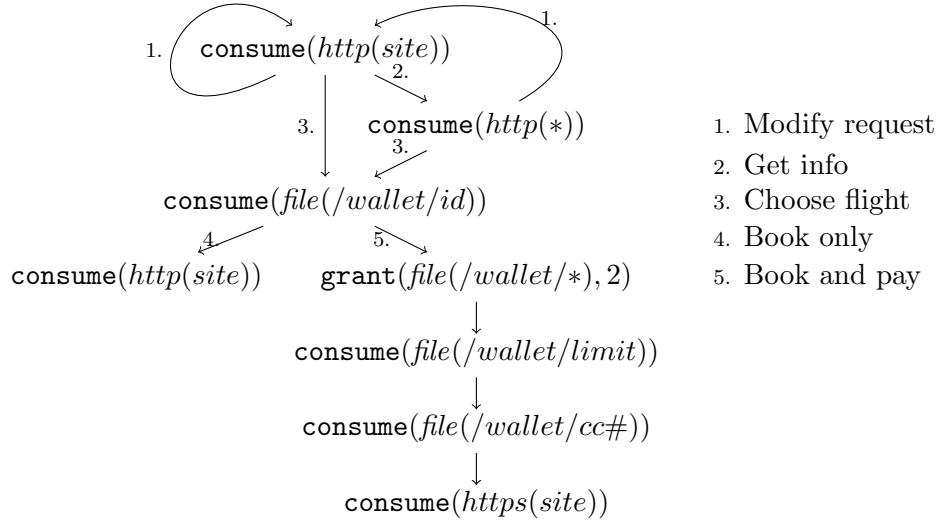 1.
1. consume(http(site))
2.
3. consume(http(*)) 1. Modify request
3. 2. Get info
consume(file(/wallet/id)) 3. Choose flight
4. 5. 4. Book only
consume(http(site)) grant(file(/wallet/*), 2) 5. Book and pay
consume(file(/wallet/limit))
consume(file(/wallet/cc#))
consume(https(site))